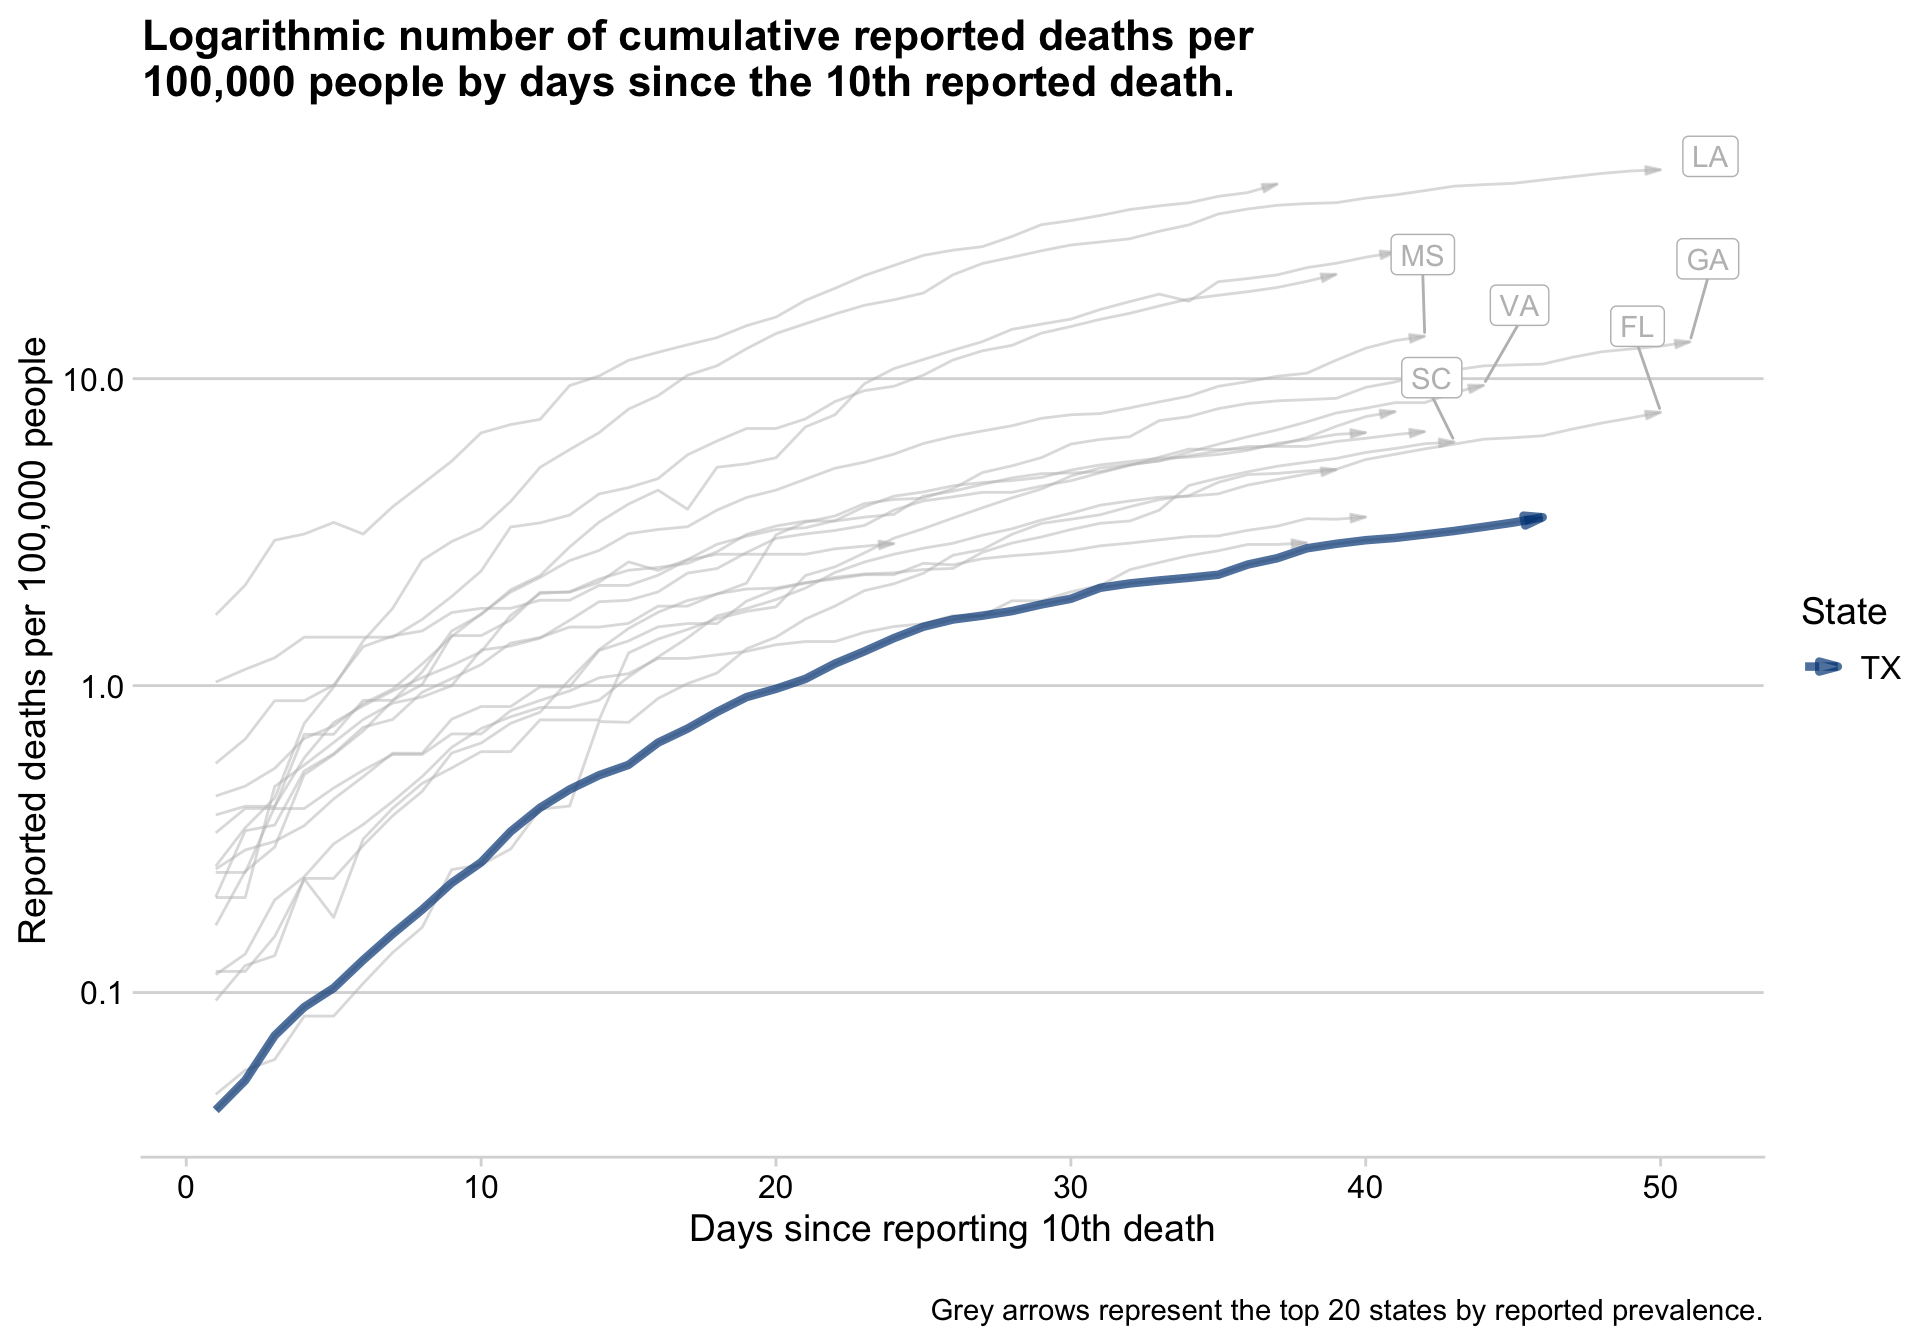 Logarithmic number of cumulative reported deaths per
100,000 people by days since the 10th reported death.
LA
MS
GA
VA
FL
SC
Reported deaths per 100,000 people
10.0
1.0
0.1
State
TX
0 10 20 30 40 50
Days since reporting 10th death
Grey arrows represent the top 20 states by reported prevalence.